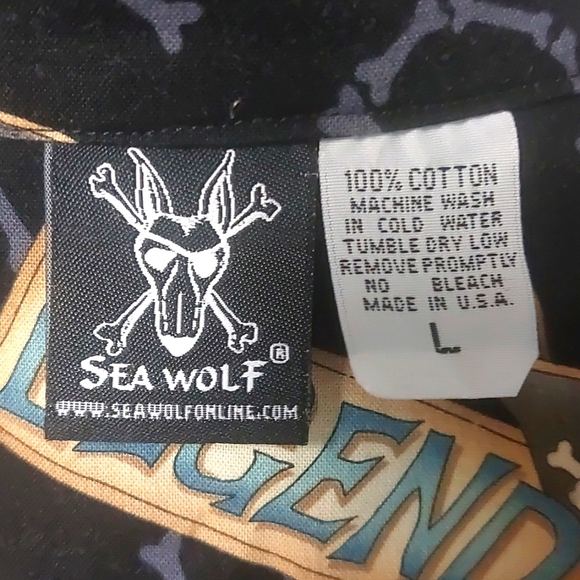 SEA WOLF ®
WWW.SEAWOLFONLINE.COM
100% COTTON
MACHINE WASH
IN COLD WATER
TUMBLE DRY LOW
REMOVE PROMPTLY
NO BLEACH
MADE IN U.S.A.
L
LEGEND